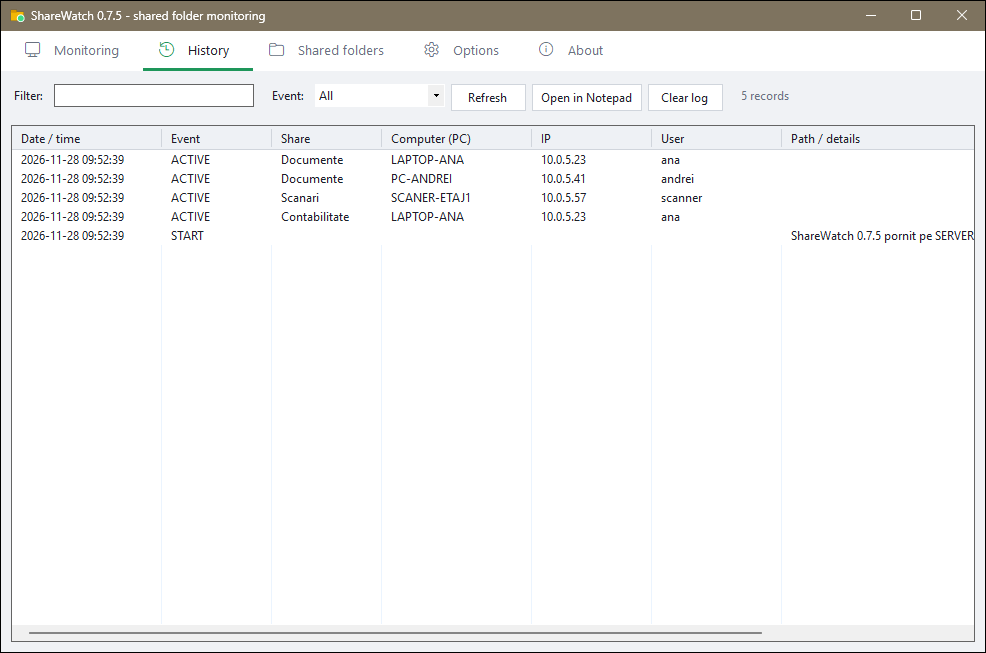 ShareWatch 0.7.5 - shared folder monitoring
Monitoring History Shared folders Options About
Filter: Event: All Refresh Open in Notepad Clear log 5 records
Date / time Event Share Computer (PC) IP User Path / details
2026-11-28 09:52:39 ACTIVE Documente LAPTOP-ANA 10.0.5.23 ana
2026-11-28 09:52:39 ACTIVE Documente PC-ANDREI 10.0.5.41 andrei
2026-11-28 09:52:39 ACTIVE Scanari SCANER-ETAJ1 10.0.5.57 scanner
2026-11-28 09:52:39 ACTIVE Contabilitate LAPTOP-ANA 10.0.5.23 ana
2026-11-28 09:52:39 START ShareWatch 0.7.5 pornit pe SERVER